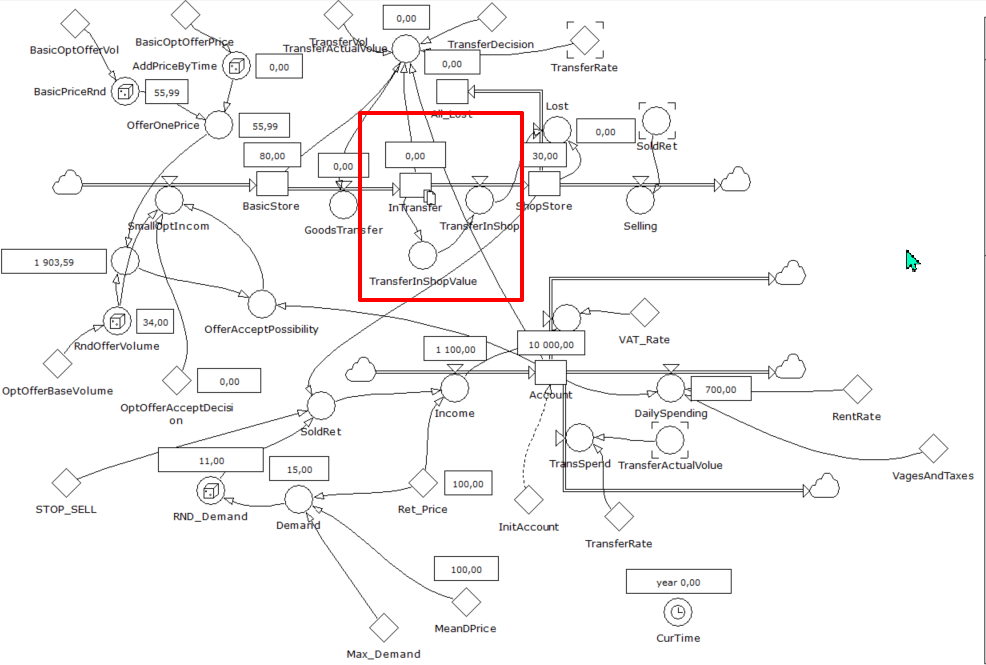 0,00
BasicOptOfferVol
BasicOptOfferPrice
TransferVol
TransferActualValue
TransferDecision
TransferRate
AddPriceByTime
0,00
0,00
BasicPriceRnd
55,99
All_Lost
Lost
OfferOnePrice
55,99
0,00
SoldRet
80,00
0,00
0,00
30,00
BasicStore
InTransfer
ShopStore
SmallOptIncom
GoodsTransfer
TransferInShop
Selling
1 903,59
TransferInShopValue
RndOfferVolume
34,00
OfferAcceptPossibility
VAT_Rate
1 100,00
10 000,00
OptOfferBaseVolume
0,00
OptOfferAcceptDecisi
on
Account
700,00
Income
DailySpending
RentRate
SoldRet
11,00
15,00
TransSpend
TransferActualVolue
VagesAndTaxes
100,00
STOP_SELL
RND_Demand
Demand
Ret_Price
InitAccount
TransferRate
100,00
year 0,00
MeanDPrice
CurTime
Max_Demand